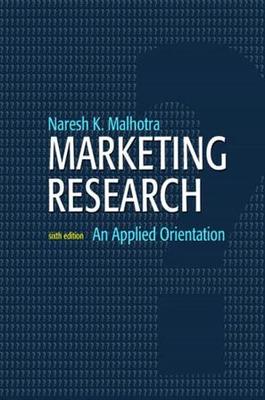 Naresh K. Malhotra
MARKETING
RESEARCH
sixth edition An Applied Orientation